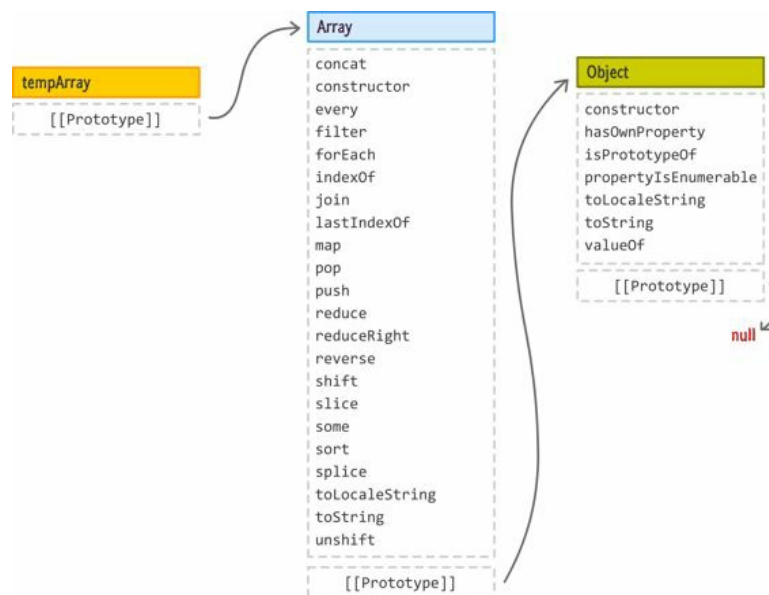 tempArray
[[Prototype]]
Array
concat
constructor
every
filter
forEach
indexOf
join
lastIndexOf
map
pop
push
reduce
reduceRight
reverse
shift
slice
some
sort
splice
toLocaleString
toString
unshift
[[Prototype]]
Object
constructor
hasOwnProperty
isPrototypeOf
propertyIsEnumerable
toLocaleString
toString
valueOf
[[Prototype]]
null